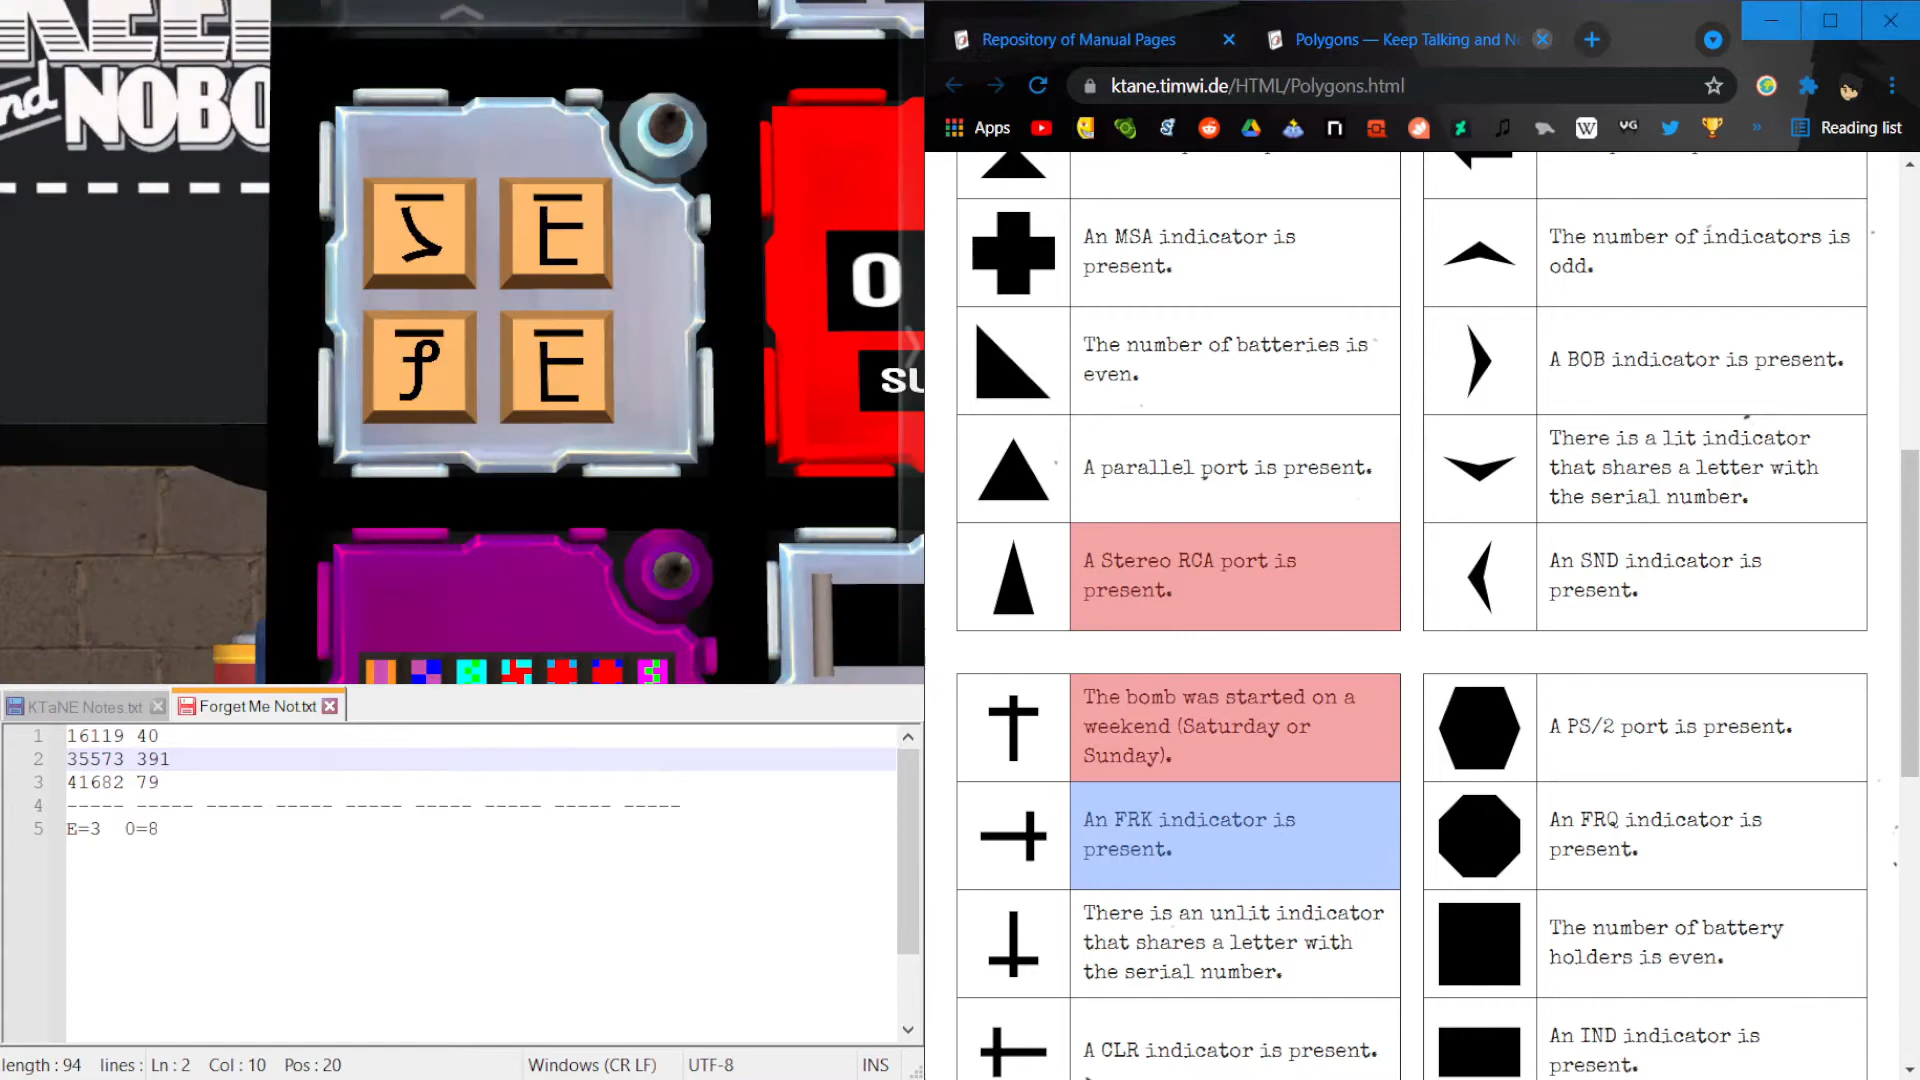 NEED
and NOBO
O
SU
Repository of Manual Pages
Polygons — Keep Talking and N
ktane.timwi.de/HTML/Polygons.html
Apps
Reading list
An MSA indicator is
present.
The number of indicators is
odd.
The number of batteries is
even.
A BOB indicator is present.
A parallel port is present.
There is a lit indicator
that shares a letter with
the serial number.
A Stereo RCA port is
present.
An SND indicator is
present.
The bomb was started on a
weekend (Saturday or
Sunday).
A PS/2 port is present.
An FRK indicator is
present.
An FRQ indicator is
present.
There is an unlit indicator
that shares a letter with
the serial number.
The number of battery
holders is even.
A CLR indicator is present.
An IND indicator is
present.
KTaNE Notes.txt
Forget Me Not.txt
1 16119 40
2 35573 391
3 41682 79
4 ----- ----- ----- ----- ----- ----- ----- ----- -----
5 E=3 O=8
length : 94 lines : Ln : 2 Col : 10 Pos : 20 Windows (CR LF) UTF-8 INS